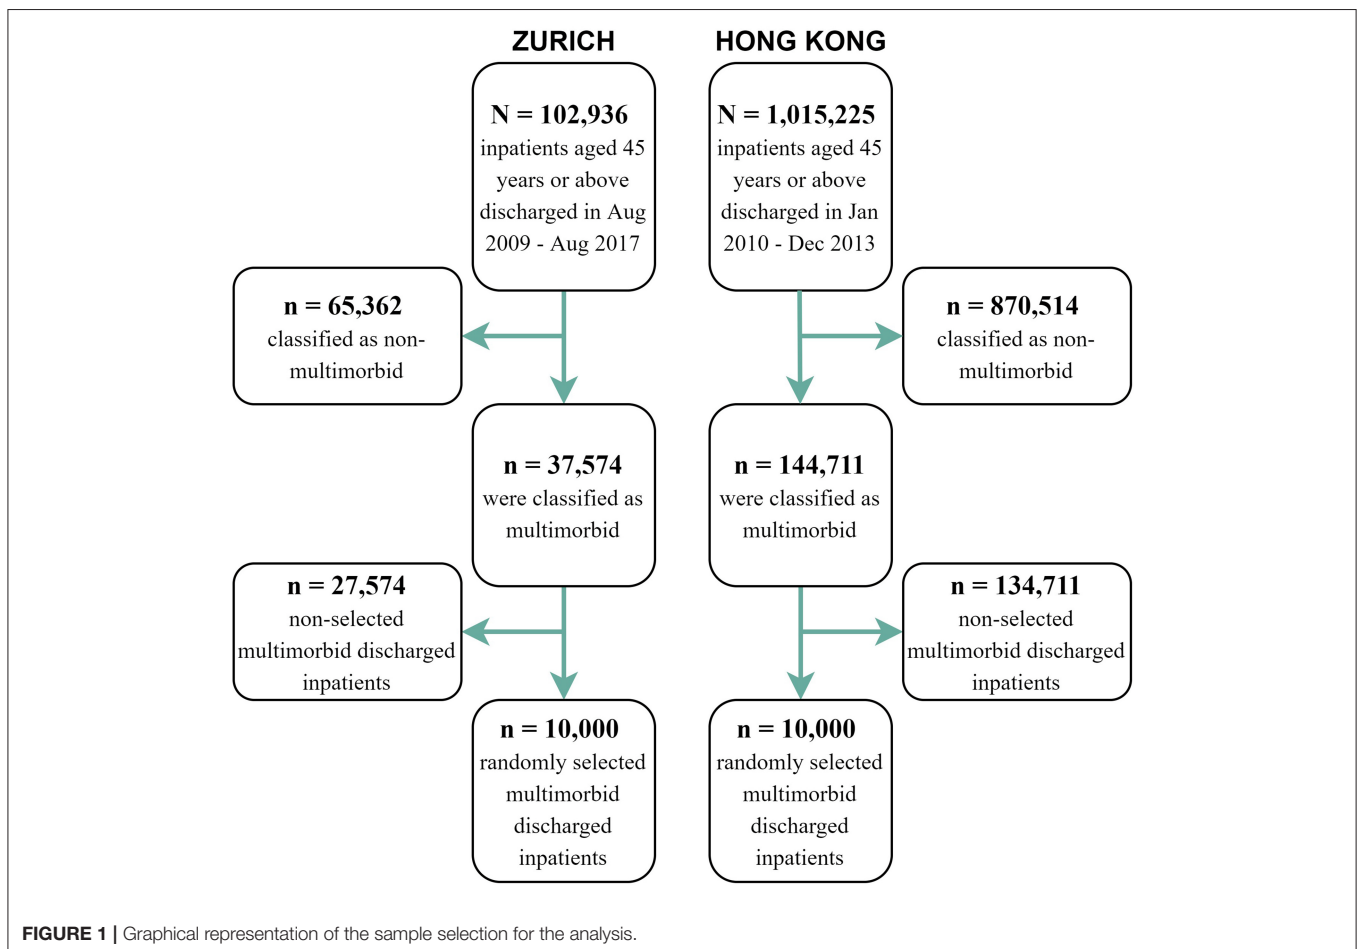 ZURICH
N = 102,936
inpatients aged 45
years or above
discharged in Aug
2009 - Aug 2017
n = 65,362
classified as non-
multimorbid
n = 37,574
were classified as
multimorbid
n = 27,574
non-selected
multimorbid discharged
inpatients
n = 10,000
randomly selected
multimorbid
discharged
inpatients
HONG KONG
N = 1,015,225
inpatients aged 45
years or above
discharged in Jan
2010 - Dec 2013
n = 870,514
classified as non-
multimorbid
n = 144,711
were classified as
multimorbid
n = 134,711
non-selected
multimorbid discharged
inpatients
n = 10,000
randomly selected
multimorbid
discharged
inpatients
FIGURE 1 | Graphical representation of the sample selection for the analysis.